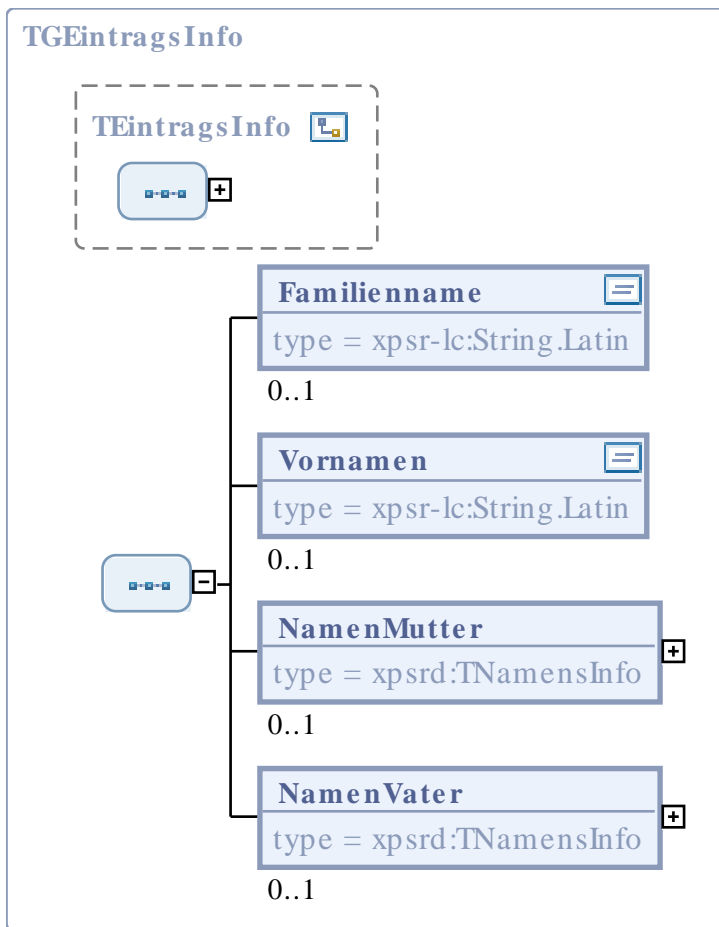 TGEintragsInfo
TEintragsInfo
Familienname
type = xpsr-lc:String.Latin
0..1
Vornamen
type = xpsr-lc:String.Latin
0..1
NamenMutter
type = xpsrd:TNamensInfo
0..1
NamenVater
type = xpsrd:TNamensInfo
0..1